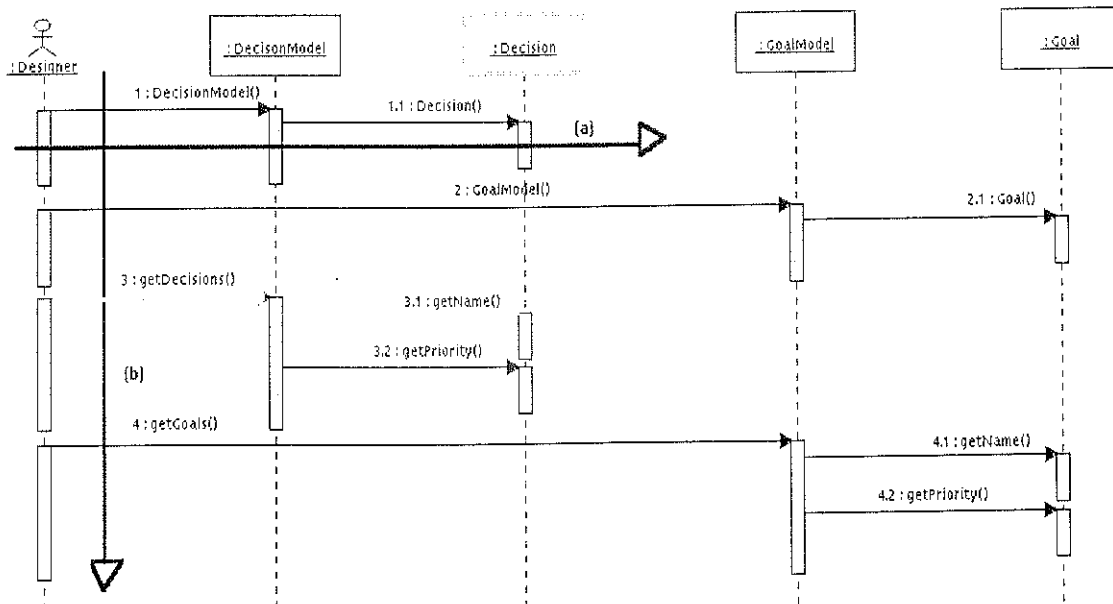 : Designer
: DecisonModel
: Decision
: GoalModel
: Goal
1 : DecisionModel()
1.1 : Decision()
(a)
2 : GoalModel()
2.1 : Goal()
3 : getDecisions()
3.1 : getName()
3.2 : getPriority()
(b)
4 : getGoals()
4.1 : getName()
4.2 : getPriority()